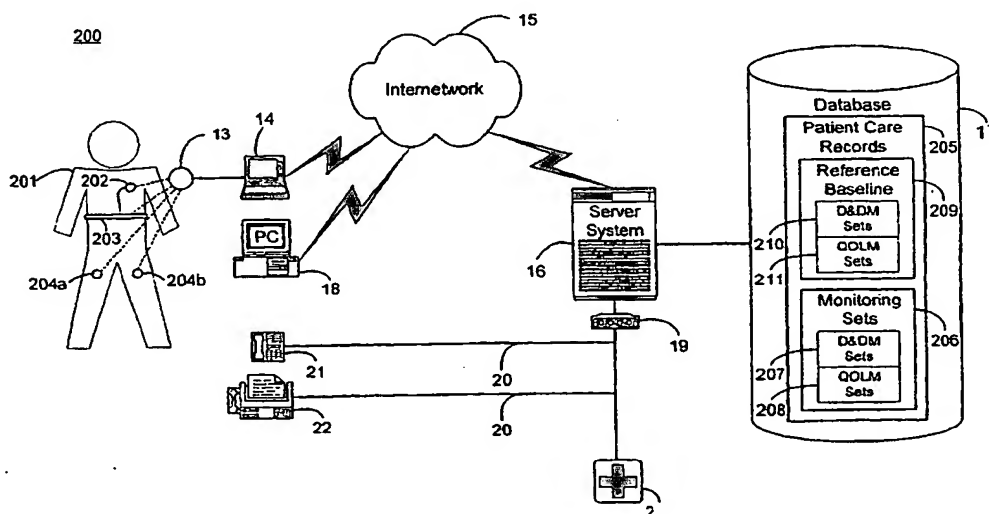 200
15
Internetwork
13
14
201
202
203
204a
204b
PC
18
16
Server
System
19
21
20
22
20
2
Database
1
Patient Care
Records
205
Reference
Baseline
209
D&DM
Sets
210
QOLM
Sets
211
Monitoring
Sets
206
D&DM
Sets
207
QOLM
Sets
208